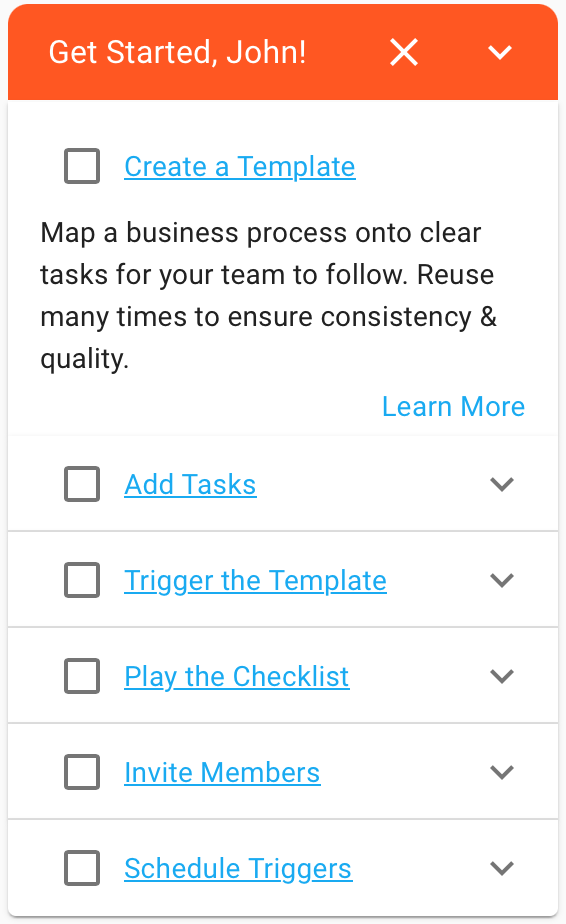 Get Started, John!
Create a Template
Map a business process onto clear
tasks for your team to follow. Reuse
many times to ensure consistency &
quality.
Learn More
Add Tasks
Trigger the Template
Play the Checklist
Invite Members
Schedule Triggers